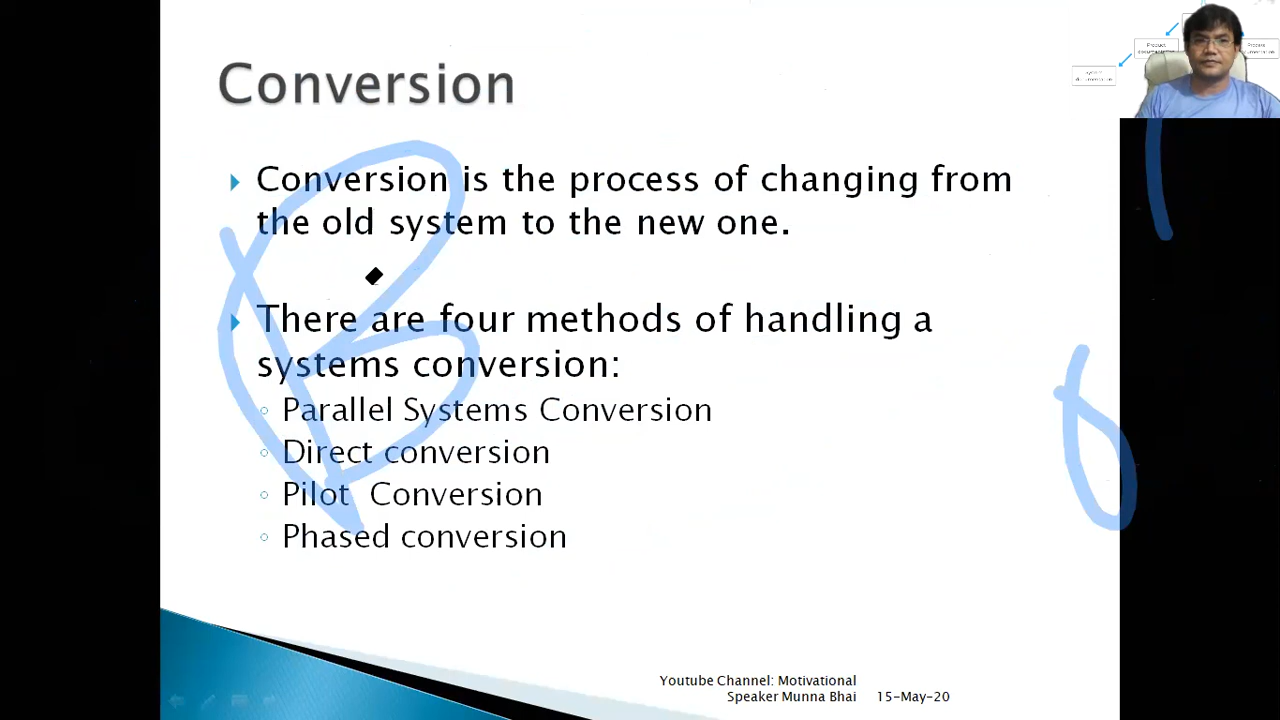 Conversion
Conversion is the process of changing from
the old system to the new one.
There are four methods of handling a
systems conversion:
Parallel Systems Conversion
Direct conversion
Pilot Conversion
Phased conversion
Youtube Channel: Motivational
Speaker Munna Bhai 15-May-20
Product
Process
B